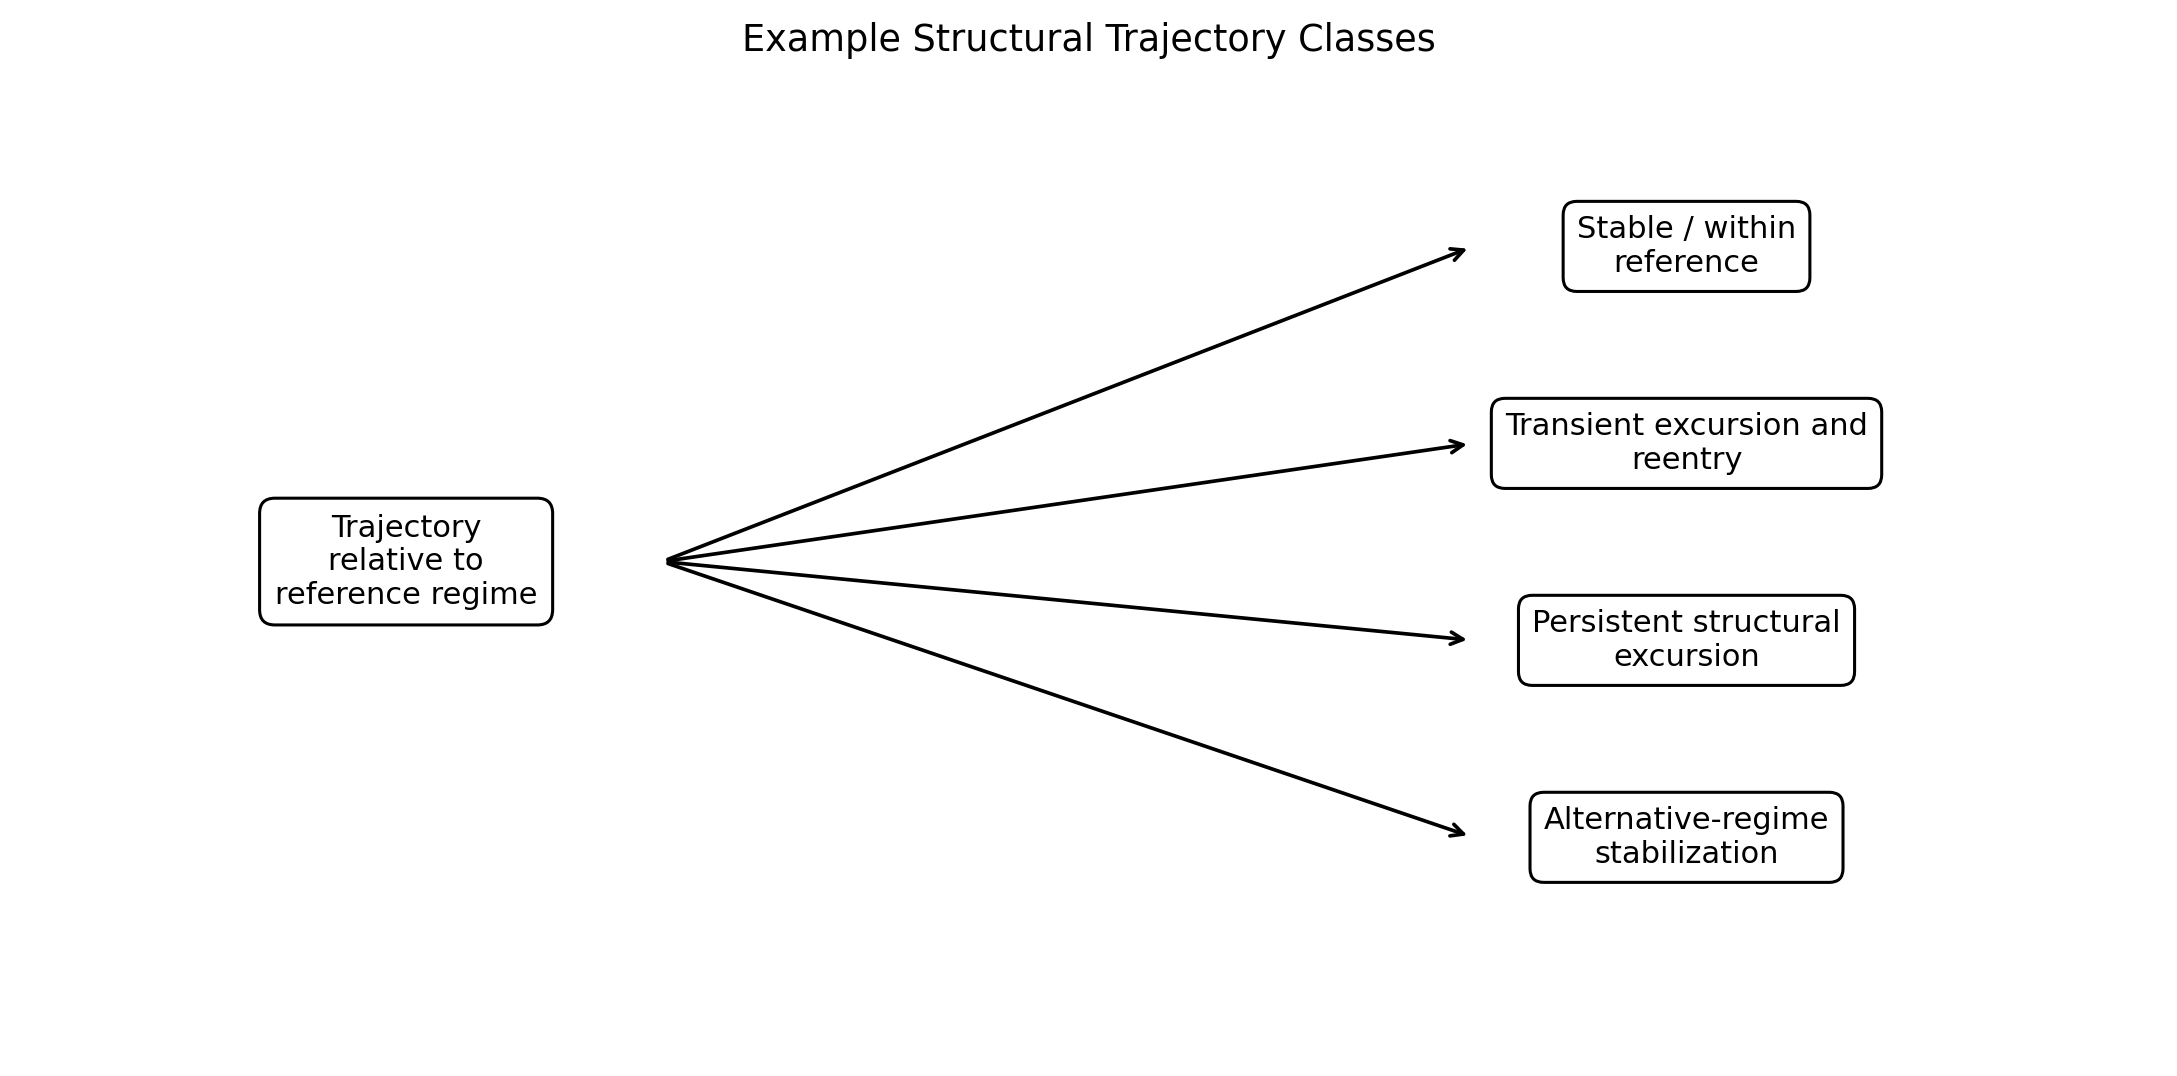 Example Structural Trajectory Classes
Trajectory
relative to
reference regime
Stable / within
reference
Transient excursion and
reentry
Persistent structural
excursion
Alternative-regime
stabilization